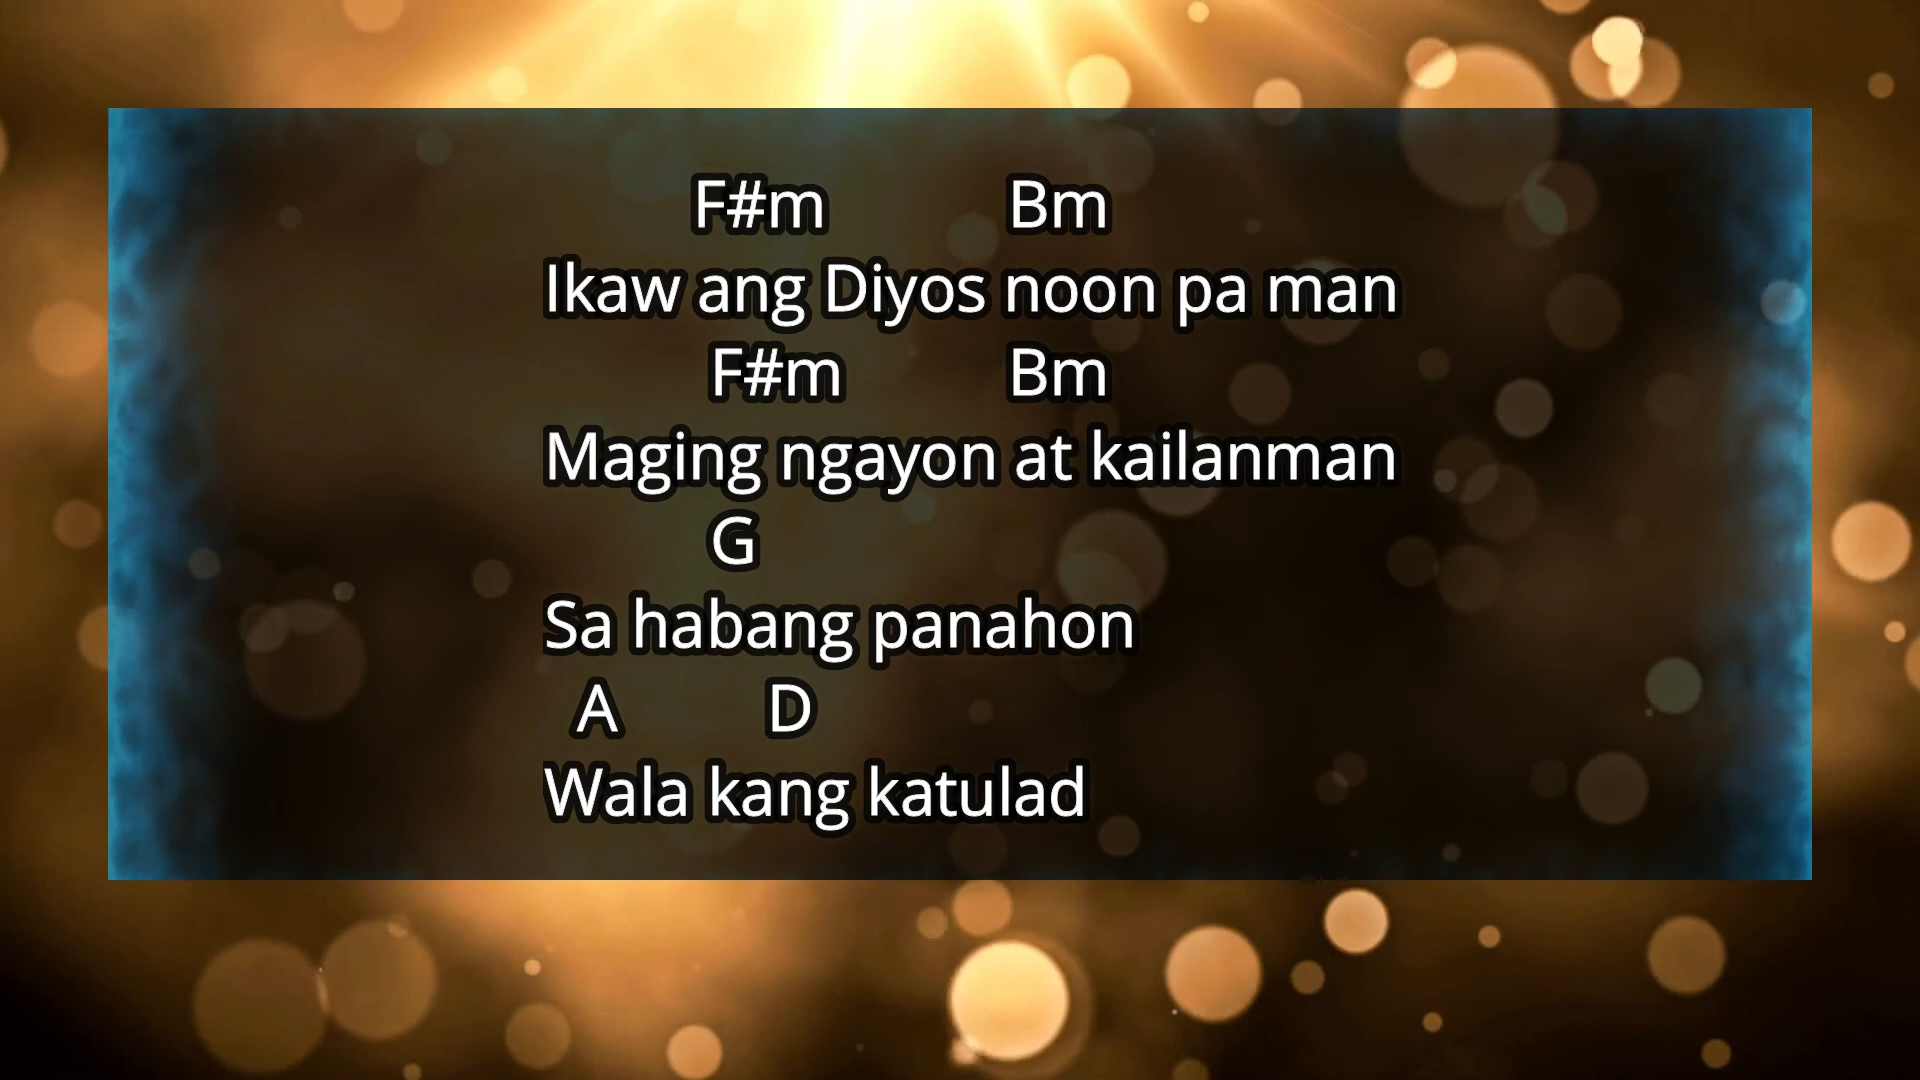 F#m Bm
Ikaw ang Diyos noon pa man
F#m Bm
Maging ngayon at kailanman
G
Sa habang panahon
A D
Wala kang katulad